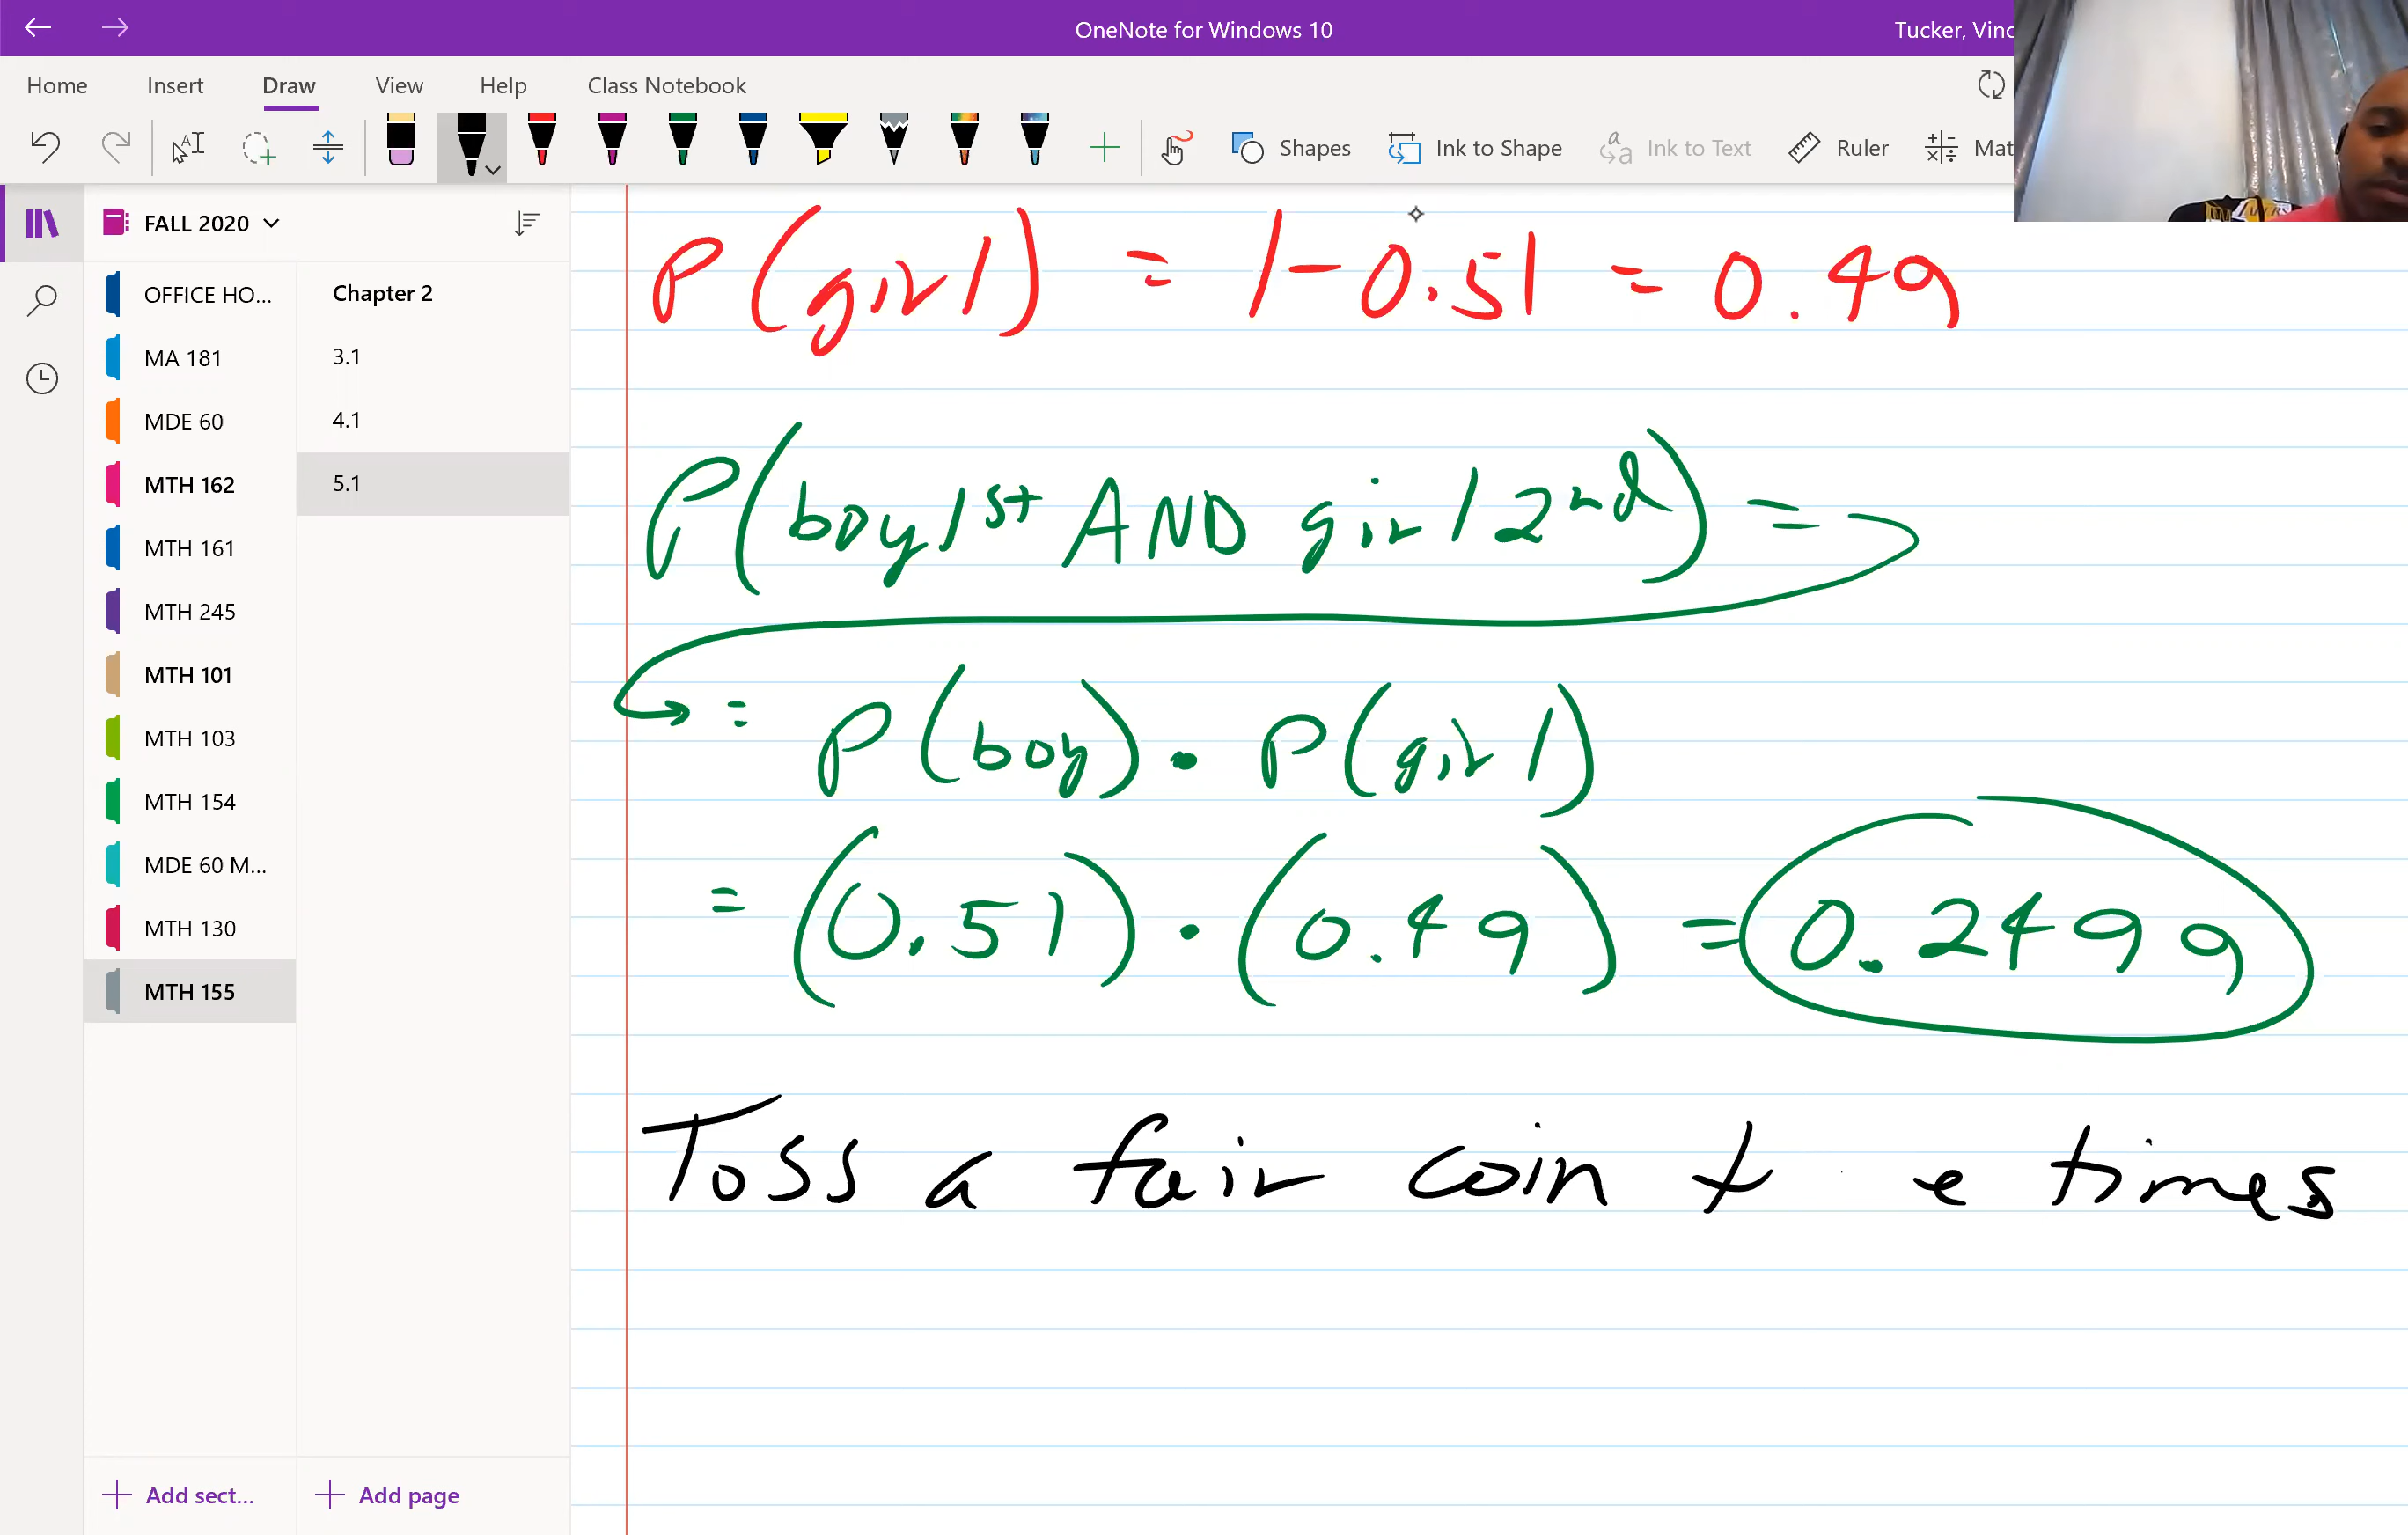 OneNote for Windows 10
Tucker, Vinc
Home Insert Draw View Help Class Notebook
Shapes Ink to Shape Ink to Text Ruler Mat
FALL 2020
OFFICE HO...
MA 181
MDE 60
MTH 162
MTH 161
MTH 245
MTH 101
MTH 103
MTH 154
MDE 60 M...
MTH 130
MTH 155
Add sect...
Chapter 2
3.1
4.1
5.1
Add page
P(girl) = 1 - 0.51 = 0.49
P(boy 1st AND girl 2nd) =
= P(boy) · P(girl)
= (0.51) · (0.49) = 0.2499
Toss a fair coin t e times